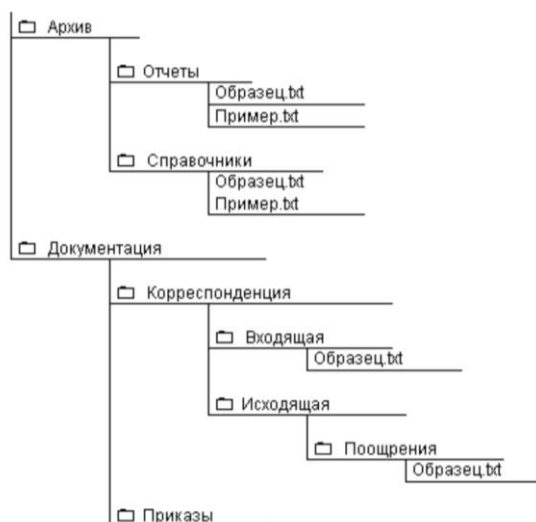 Архив
Отчеты
Образец.txt
Пример.txt
Справочники
Образец.txt
Пример.txt
Документация
Корреспонденция
Входящая
Образец.txt
Исходящая
Поощрения
Образец.txt
Приказы